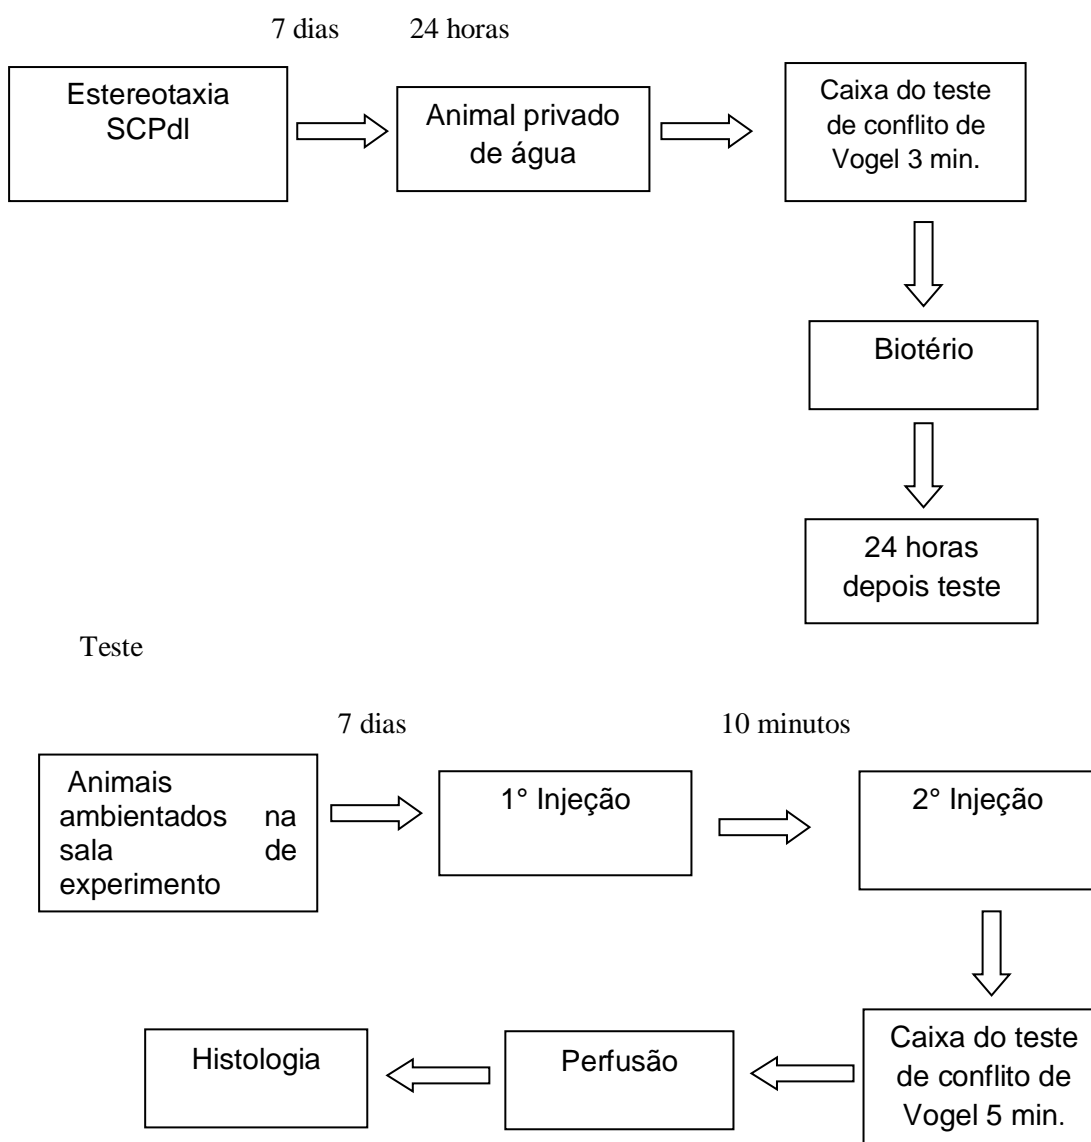 7 dias 24 horas
Estereotaxia
SCPdl
Animal privado
de água
Caixa do teste
de conflito de
Vogel 3 min.
Biotério
24 horas
depois teste
Teste
7 dias 10 minutos
Animais
ambientados na
sala de
experimento
1° Injeção
2° Injeção
Caixa do teste
de conflito de
Vogel 5 min.
Perfusão
Histologia